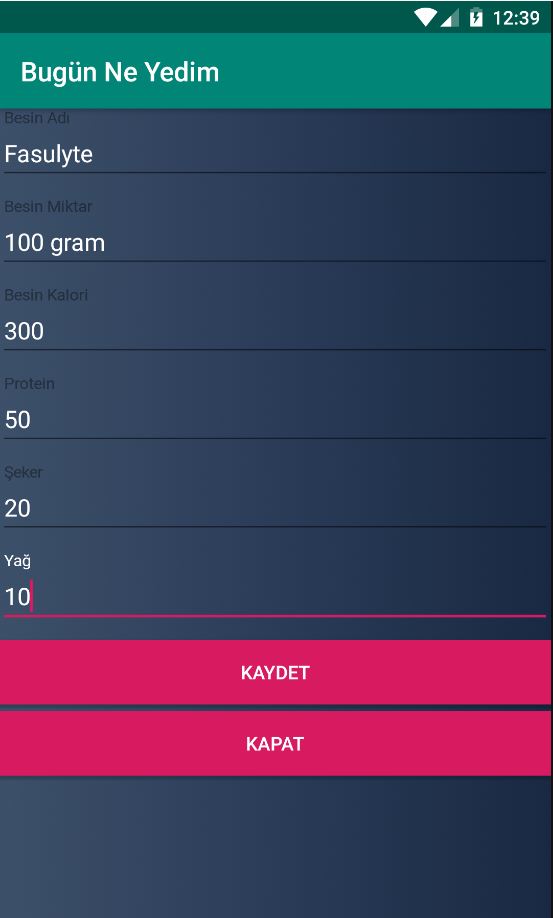 12:39
Bugün Ne Yedim
Besin Adı
Fasulyte
Besin Miktar
100 gram
Besin Kalori
300
Protein
50
Şeker
20
Yağ
10
KAYDET
KAPAT